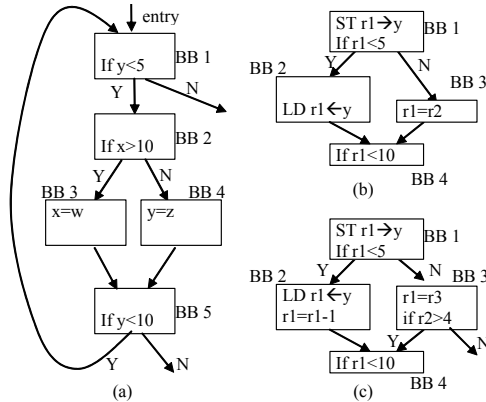 entry
BB 1
If y<5
Y
N
BB 2
If x>10
Y
N
BB 3
BB 4
x=w
y=z
If y<10
BB 5
Y
N
(a)
ST r1→y
If r1<5
BB 1
BB 2
Y
N
BB 3
LD r1←y
r1=r2
If r1<10
(b)
BB 4
ST r1→y
If r1<5
BB 1
BB 2
Y
N
BB 3
LD r1←y
r1=r1-1
r1=r3
if r2>4
Y
N
If r1<10
(c)
BB 4